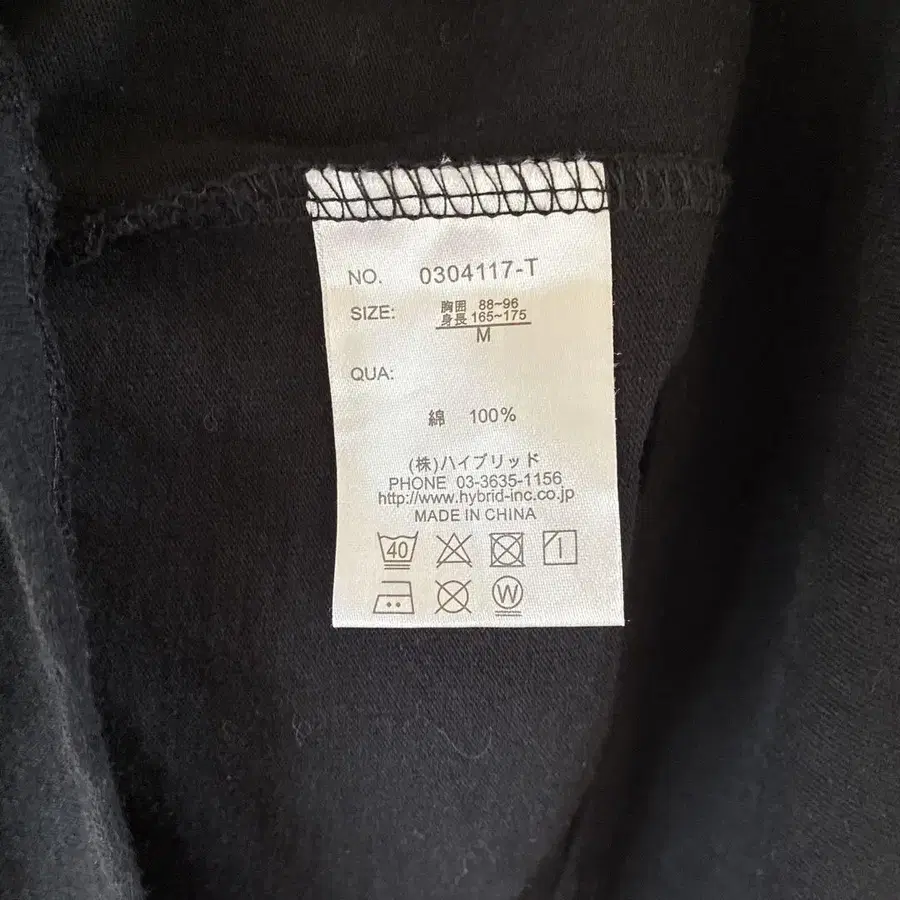 NO. 0304117-T
SIZE: 胸囲 88~96
身長 165~175
M
QUA:
綿 100%
(株)ハイブリッド
PHONE 03-3635-1156
http://www.hybrid-inc.co.jp
MADE IN CHINA
40
W